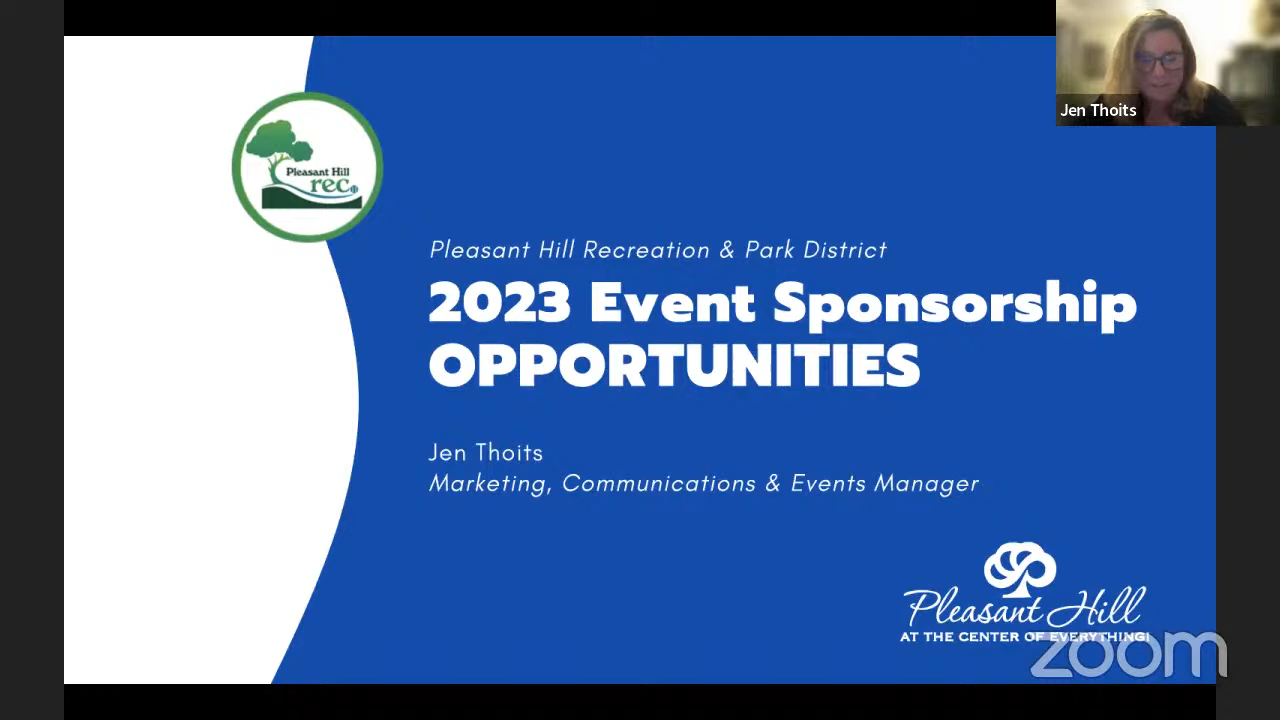 Jen Thoits
Pleasant Hill
rec
Pleasant Hill Recreation & Park District
2023 Event Sponsorship
OPPORTUNITIES
Jen Thoits
Marketing, Communications & Events Manager
Pleasant Hill
AT THE CENTER OF EVERYTHING!
zoom